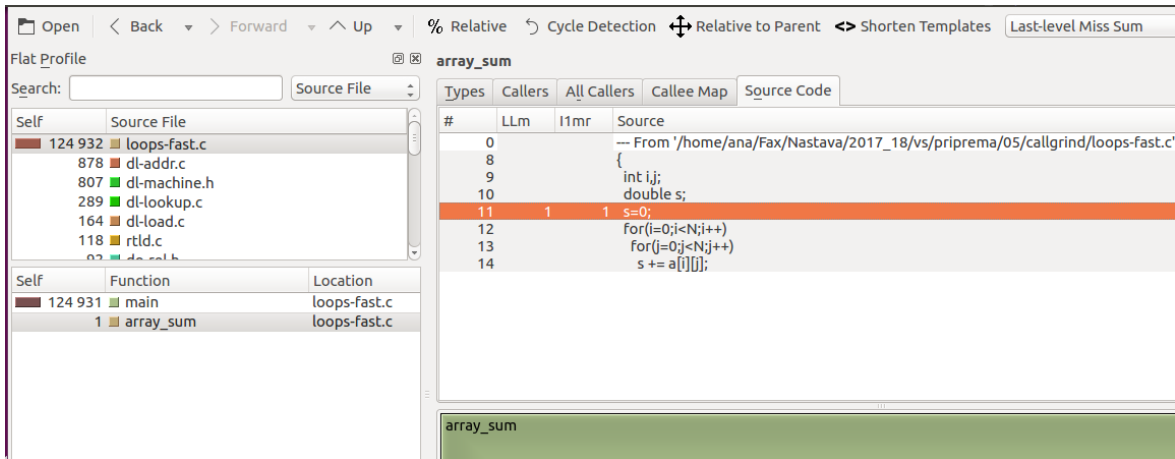 Open Back Forward Up % Relative Cycle Detection Relative to Parent <> Shorten Templates Last-level Miss Sum
Flat Profile
Search: Source File
Self Source File
124 932 loops-fast.c
878 dl-addr.c
807 dl-machine.h
289 dl-lookup.c
164 dl-load.c
118 rtld.c
Self Function Location
124 931 main loops-fast.c
1 array_sum loops-fast.c
array_sum
Types Callers All Callers Callee Map Source Code
# LLm I1mr Source
0 --- From '/home/ana/Fax/Nastava/2017_18/vs/priprema/05/callgrind/loops-fast.c'
8 {
9 int i,j;
10 double s;
11 1 1 s=0;
12 for(i=0;i<N;i++)
13 for(j=0;j<N;j++)
14 s += a[i][j];
array_sum